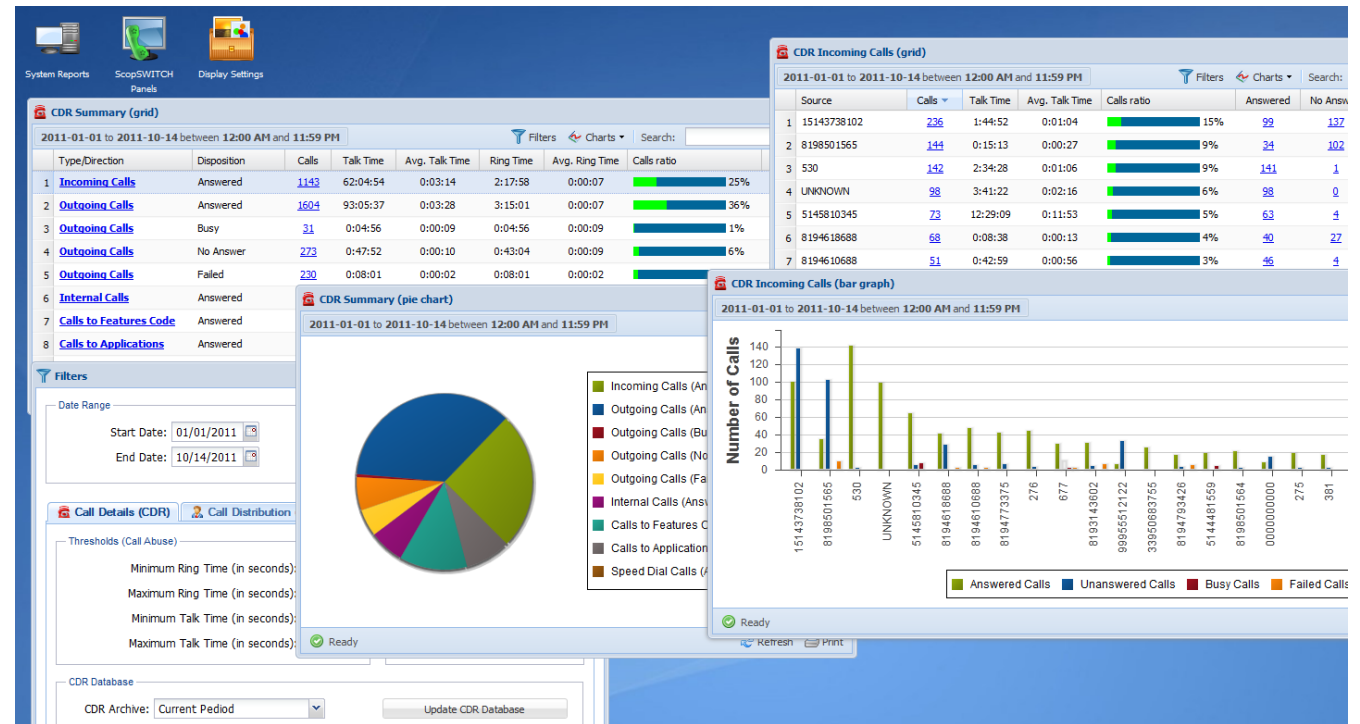 System Reports
ScopSWITCH
Panels
Display Settings
CDR Summary (grid)
2011-01-01 to 2011-10-14 between 12:00 AM and 11:59 PM
Filters Charts Search:
Type/Direction Disposition Calls Talk Time Avg. Talk Time Ring Time Avg. Ring Time Calls ratio
1 Incoming Calls Answered 1143 62:04:54 0:03:14 2:17:58 0:00:07 25%
2 Outgoing Calls Answered 1604 93:05:37 0:03:28 3:15:01 0:00:07 36%
3 Outgoing Calls Busy 31 0:04:56 0:00:09 0:04:56 0:00:09 1%
4 Outgoing Calls No Answer 273 0:47:52 0:00:10 0:43:04 0:00:09 6%
5 Outgoing Calls Failed 230 0:08:01 0:00:02 0:08:01 0:00:02
6 Internal Calls Answered
7 Calls to Features Code Answered
8 Calls to Applications Answered
CDR Incoming Calls (grid)
2011-01-01 to 2011-10-14 between 12:00 AM and 11:59 PM
Filters Charts Search:
Source Calls Talk Time Avg. Talk Time Calls ratio Answered No Answ
1 15143738102 236 1:44:52 0:01:04 15% 99 137
2 8198501565 144 0:15:13 0:00:27 9% 34 102
3 530 142 2:34:28 0:01:06 9% 141 1
4 UNKNOWN 98 3:41:22 0:02:16 6% 98 0
5 5145810345 73 12:29:09 0:11:53 5% 63 4
6 8194618688 68 0:08:38 0:00:13 4% 40 27
7 8194610688 51 0:42:59 0:00:56 3% 46 4
Filters
Date Range
Start Date: 01/01/2011
End Date: 10/14/2011
Call Details (CDR) Call Distribution
Thresholds (Call Abuse)
Minimum Ring Time (in seconds):
Maximum Ring Time (in seconds):
Minimum Talk Time (in seconds):
Maximum Talk Time (in seconds):
CDR Database
CDR Archive: Current Pediod
Update CDR Database
CDR Summary (pie chart)
2011-01-01 to 2011-10-14 between 12:00 AM and 11:59 PM
Incoming Calls (An
Outgoing Calls (An
Outgoing Calls (Bu
Outgoing Calls (No
Outgoing Calls (Fa
Internal Calls (Answ
Calls to Features C
Calls to Application
Speed Dial Calls (A
Ready
Refresh Print
CDR Incoming Calls (bar graph)
2011-01-01 to 2011-10-14 between 12:00 AM and 11:59 PM
Number of Calls
140
120
100
80
60
40
20
0
15143738102
8198501565
530
UNKNOWN
5145810345
8194618688
8194610688
8194773375
276
677
8193143802
99955512122
33950883755
8194793426
5144481559
8198501564
0000000000
275
381
Answered Calls Unanswered Calls Busy Calls Failed Calls
Ready